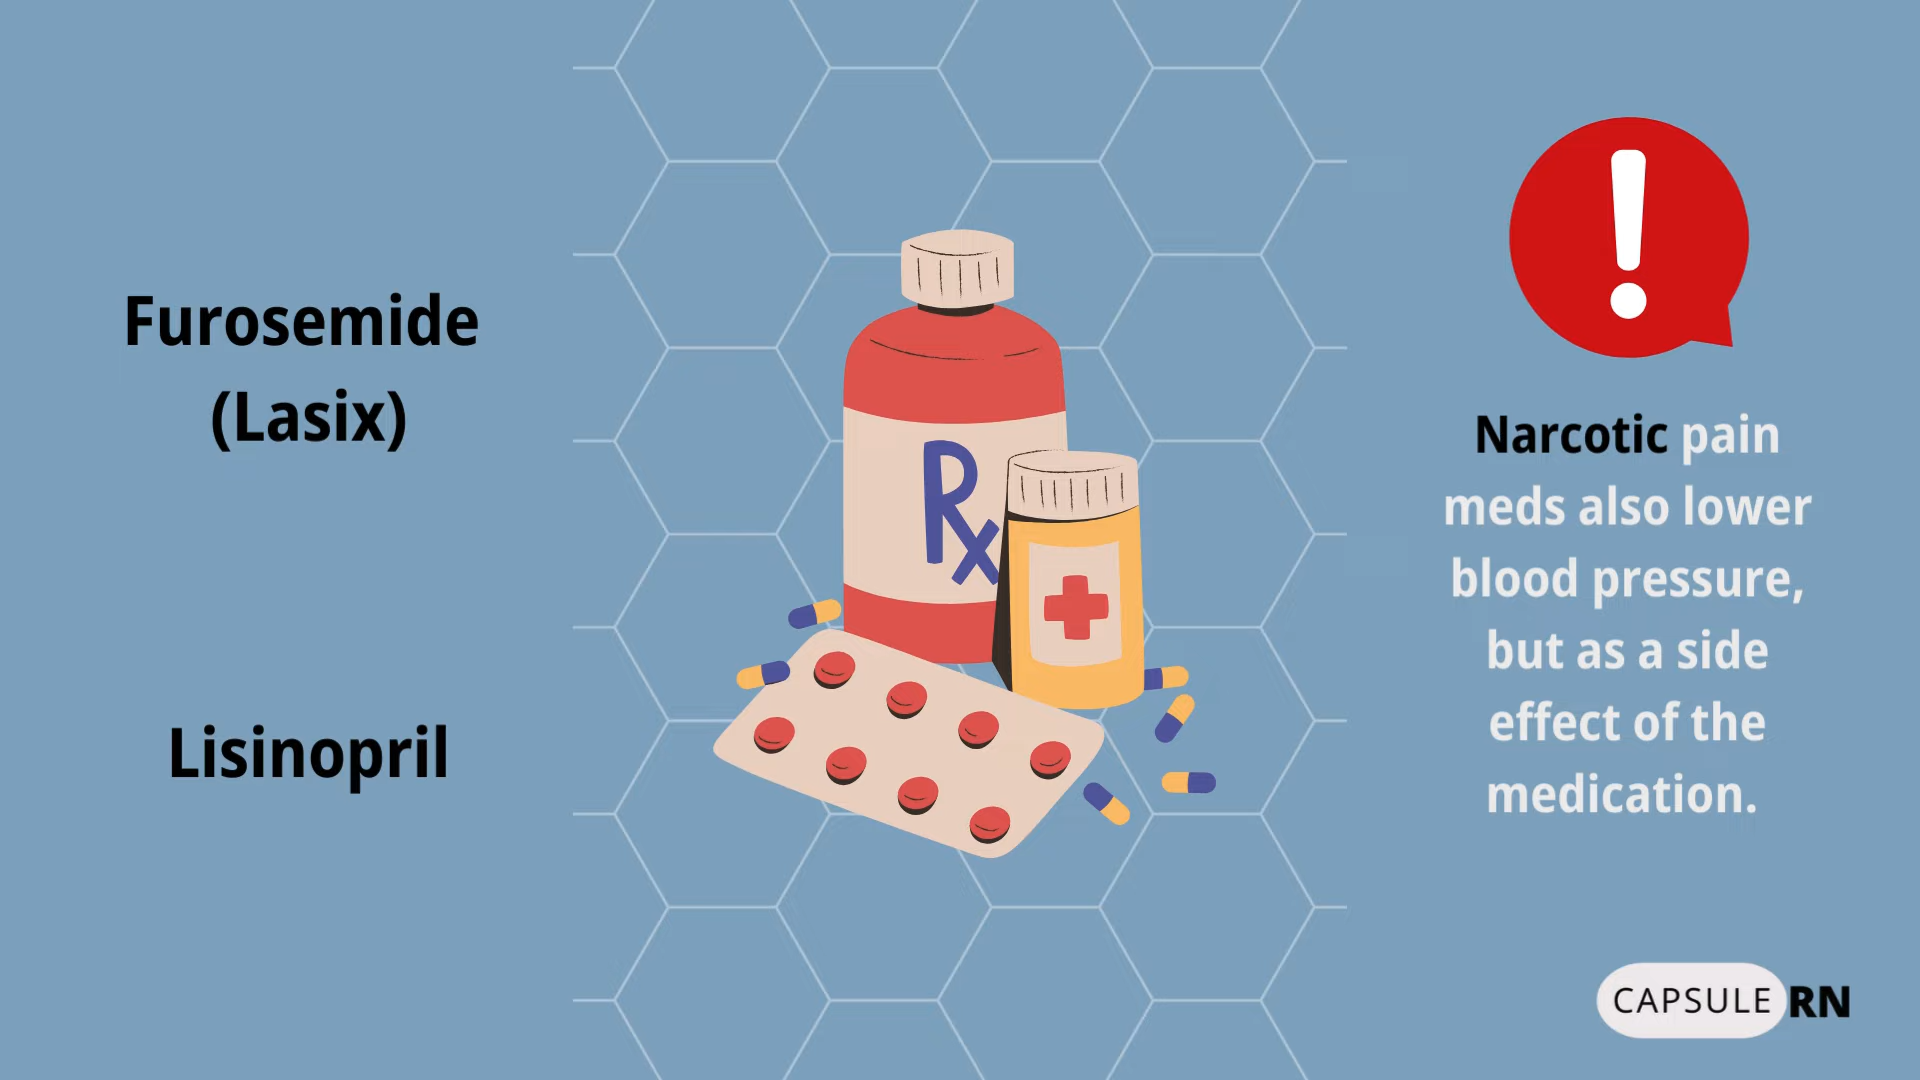 Furosemide
(Lasix)
Lisinopril
Rx
Narcotic pain
meds also lower
blood pressure,
but as a side
effect of the
medication.
CAPSULE RN